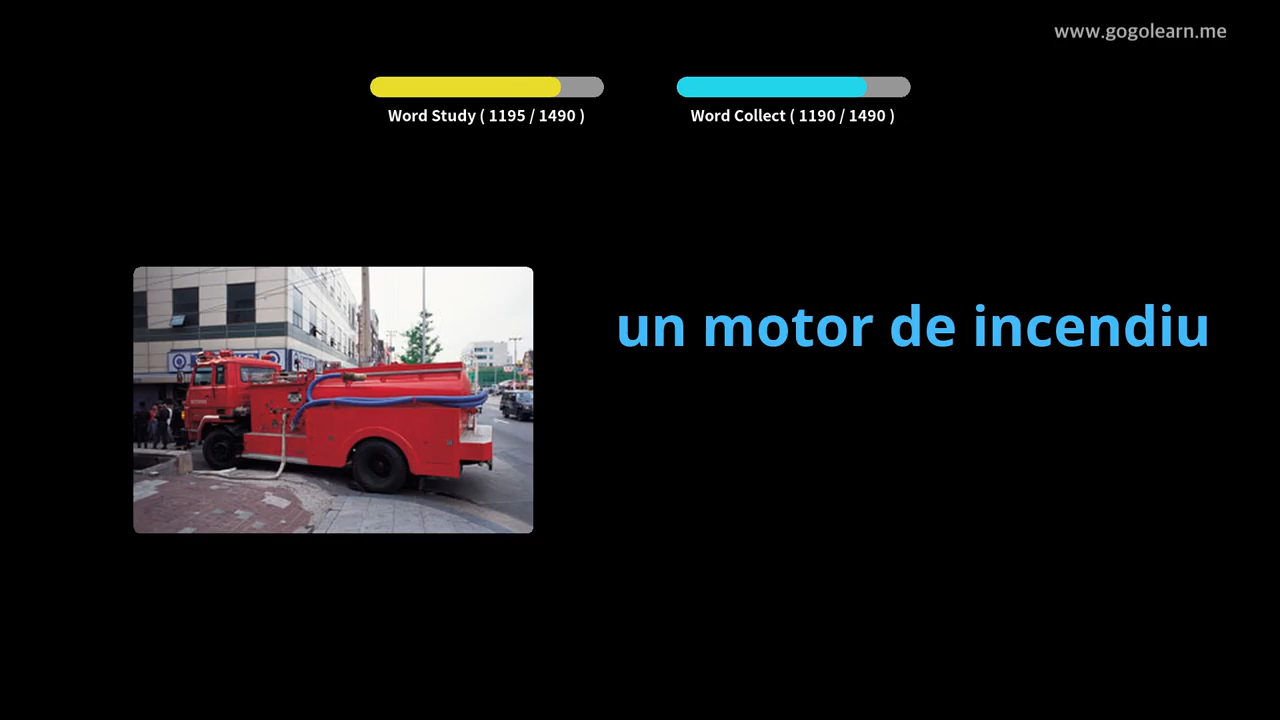 www.gogolearn.me
Word Study ( 1195 / 1490 )
Word Collect ( 1190 / 1490 )
un motor de incendiu